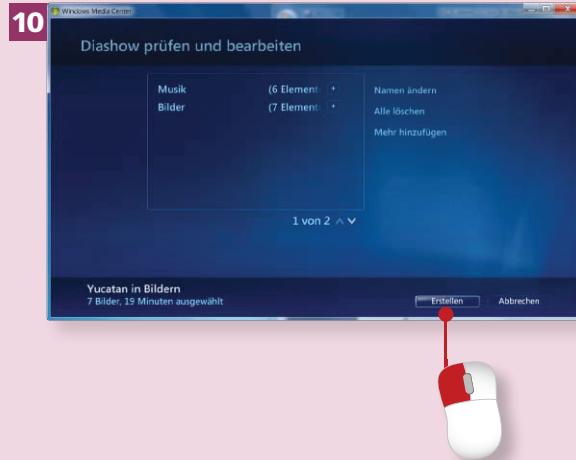 10
Windows Media Center
Diashow prüfen und bearbeiten
Musik (6 Element +
Bilder (7 Element +
Namen ändern
Alle löschen
Mehr hinzufügen
1 von 2
Yucatan in Bildern
7 Bilder, 19 Minuten ausgewählt
Erstellen
Abbrechen